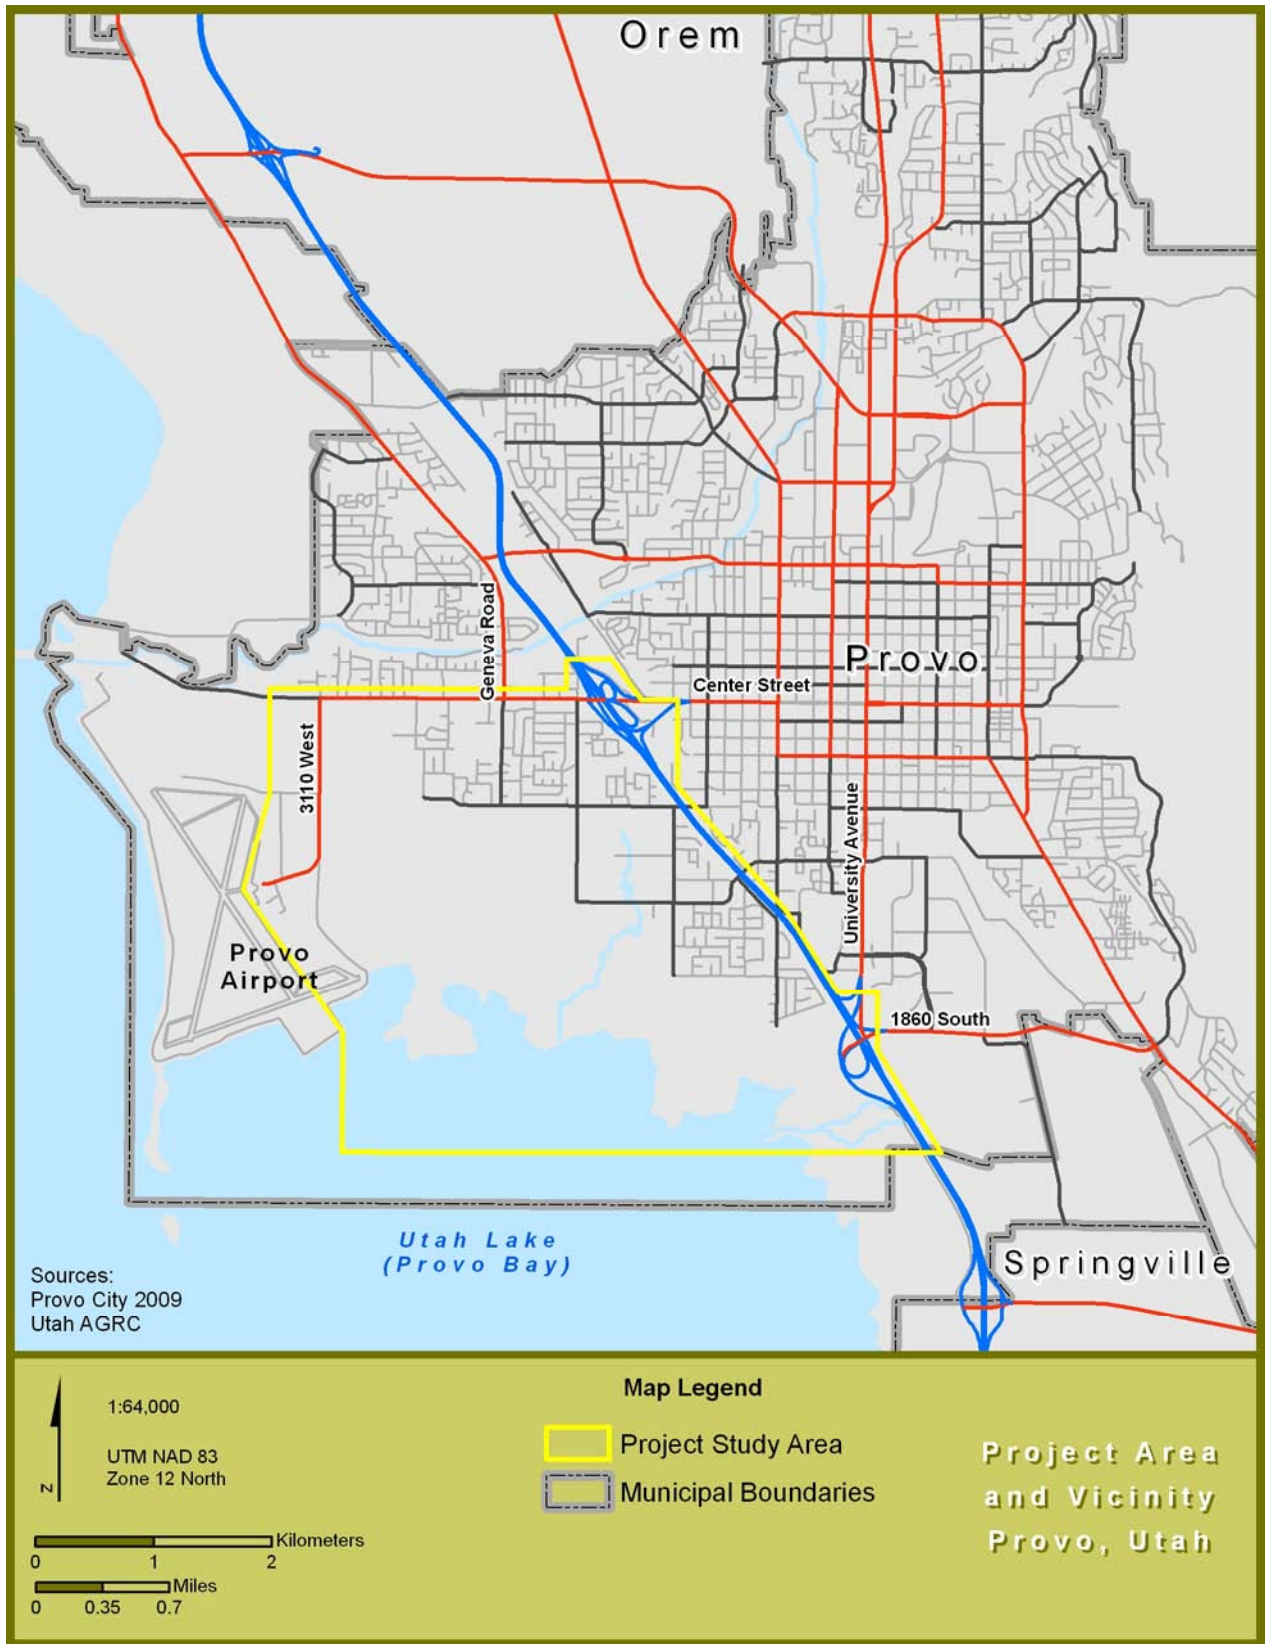 Orem
Geneva Road
Provo
Center Street
3110 West
University Avenue
Provo
Airport
1860 South
Utah Lake
(Provo Bay)
Springville
Sources:
Provo City 2009
Utah AGRC
Map Legend
1:64,000
Project Study Area
UTM NAD 83
Zone 12 North
Municipal Boundaries
Project Area
and Vicinity
Provo, Utah
N
Kilometers
0 1 2
Miles
0 0.35 0.7